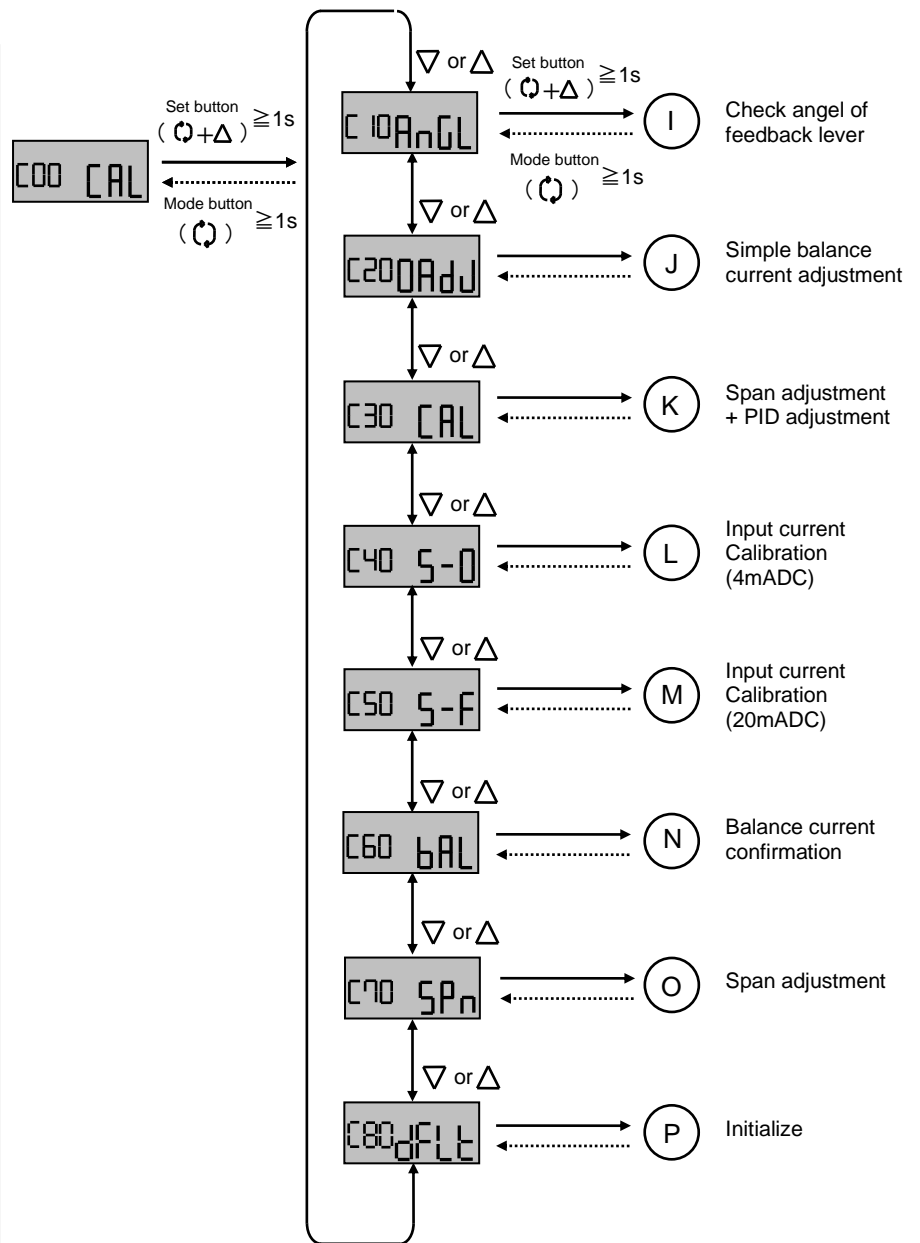 ▽ or △
Set button
( +△) ≧1s
Set button
( +△) ≧1s
C10 AnGL
I
Check angel of
feedback lever
C00 CAL
Mode button
( ) ≧1s
Mode button
( ) ≧1s
▽ or △
C20 0AdJ
J
Simple balance
current adjustment
▽ or △
C30 CAL
K
Span adjustment
+ PID adjustment
▽ or △
C40 S-0
L
Input current
Calibration
(4mADC)
▽ or △
C50 S-F
M
Input current
Calibration
(20mADC)
▽ or △
C60 bAL
N
Balance current
confirmation
▽ or △
C70 SPn
O
Span adjustment
▽ or △
C80 dFLt
P
Initialize